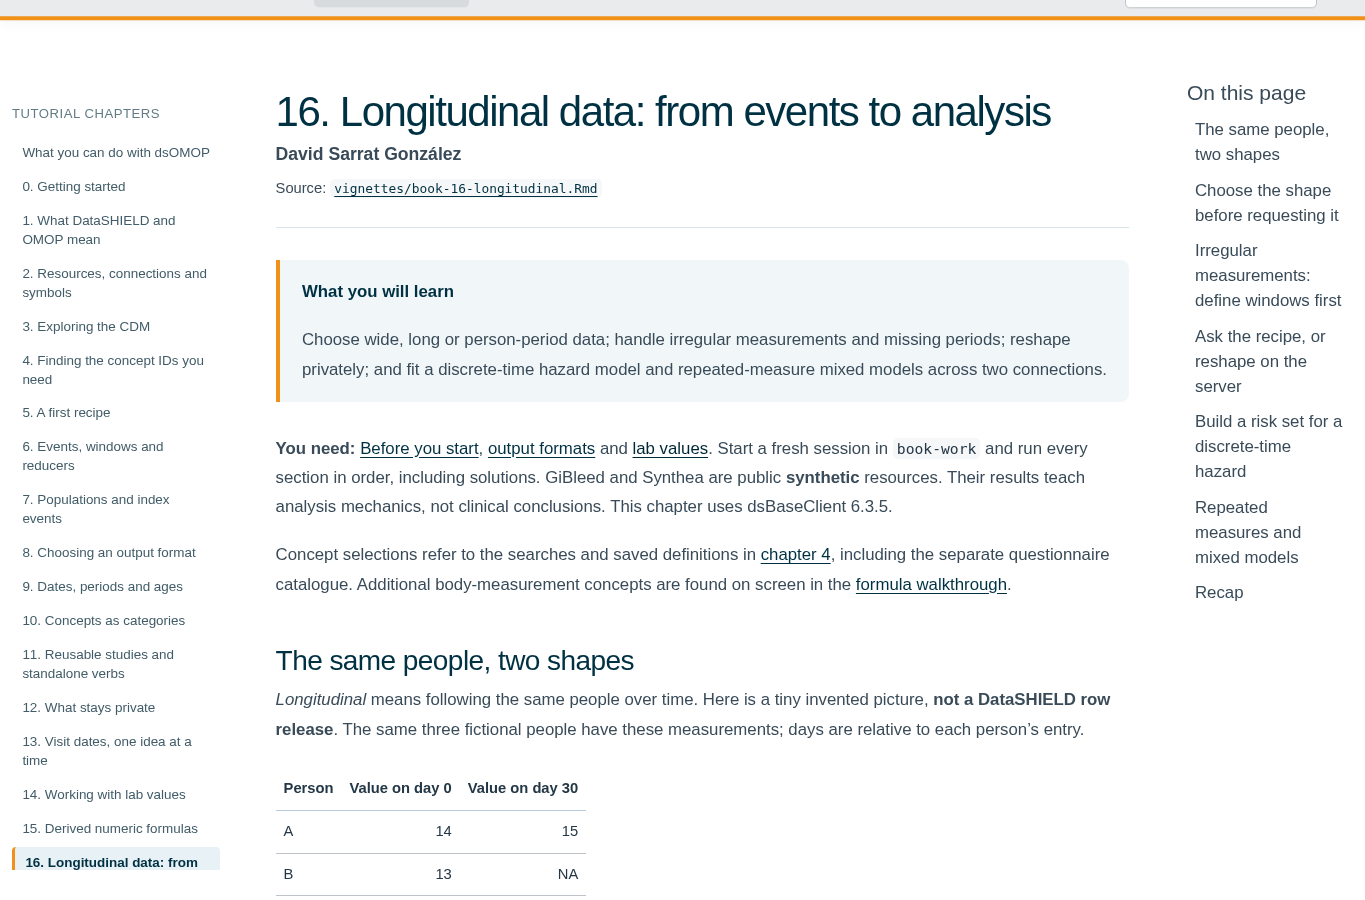 TUTORIAL CHAPTERS
What you can do with dsOMOP
0. Getting started
1. What DataSHIELD and
OMOP mean
2. Resources, connections and
symbols
3. Exploring the CDM
4. Finding the concept IDs you
need
5. A first recipe
6. Events, windows and
reducers
7. Populations and index
events
8. Choosing an output format
9. Dates, periods and ages
10. Concepts as categories
11. Reusable studies and
standalone verbs
12. What stays private
13. Visit dates, one idea at a
time
14. Working with lab values
15. Derived numeric formulas
16. Longitudinal data: from
16. Longitudinal data: from events to analysis
David Sarrat González
Source: vignettes/book-16-longitudinal.Rmd
What you will learn
Choose wide, long or person-period data; handle irregular measurements and missing periods; reshape
privately; and fit a discrete-time hazard model and repeated-measure mixed models across two connections.
You need: Before you start, output formats and lab values. Start a fresh session in book-work and run every
section in order, including solutions. GiBleed and Synthea are public synthetic resources. Their results teach
analysis mechanics, not clinical conclusions. This chapter uses dsBaseClient 6.3.5.
Concept selections refer to the searches and saved definitions in chapter 4, including the separate questionnaire
catalogue. Additional body-measurement concepts are found on screen in the formula walkthrough.
The same people, two shapes
Longitudinal means following the same people over time. Here is a tiny invented picture, not a DataSHIELD row
release. The same three fictional people have these measurements; days are relative to each person’s entry.
Person Value on day 0 Value on day 30
A 14 15
B 13 NA
On this page
The same people,
two shapes
Choose the shape
before requesting it
Irregular
measurements:
define windows first
Ask the recipe, or
reshape on the
server
Build a risk set for a
discrete-time
hazard
Repeated
measures and
mixed models
Recap